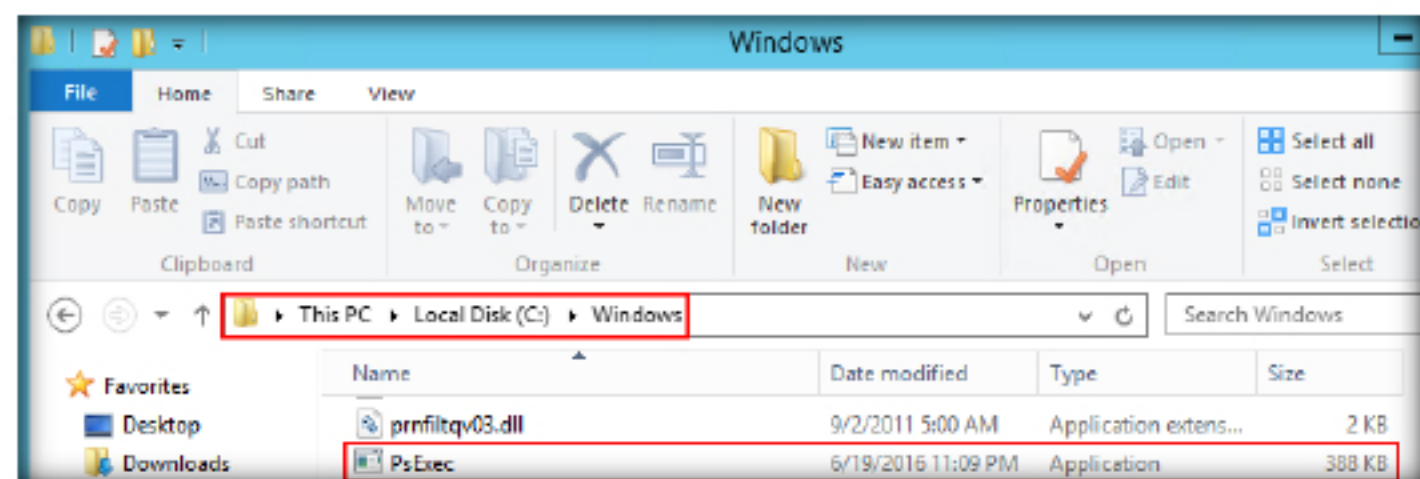 Windows
File Home Share View
Copy Paste Cut Copy path Paste shortcut Move to Copy to Delete Rename New folder New item Easy access Properties Open Edit Select all Select none Invert selectio
Clipboard Organize New Open Select
This PC Local Disk (C:) Windows Search Windows
Favorites Name Date modified Type Size
Desktop prnfiltqv03.dll 9/2/2011 5:00 AM Application extens... 2 KB
Downloads PsExec 6/19/2016 11:09 PM Application 388 KB